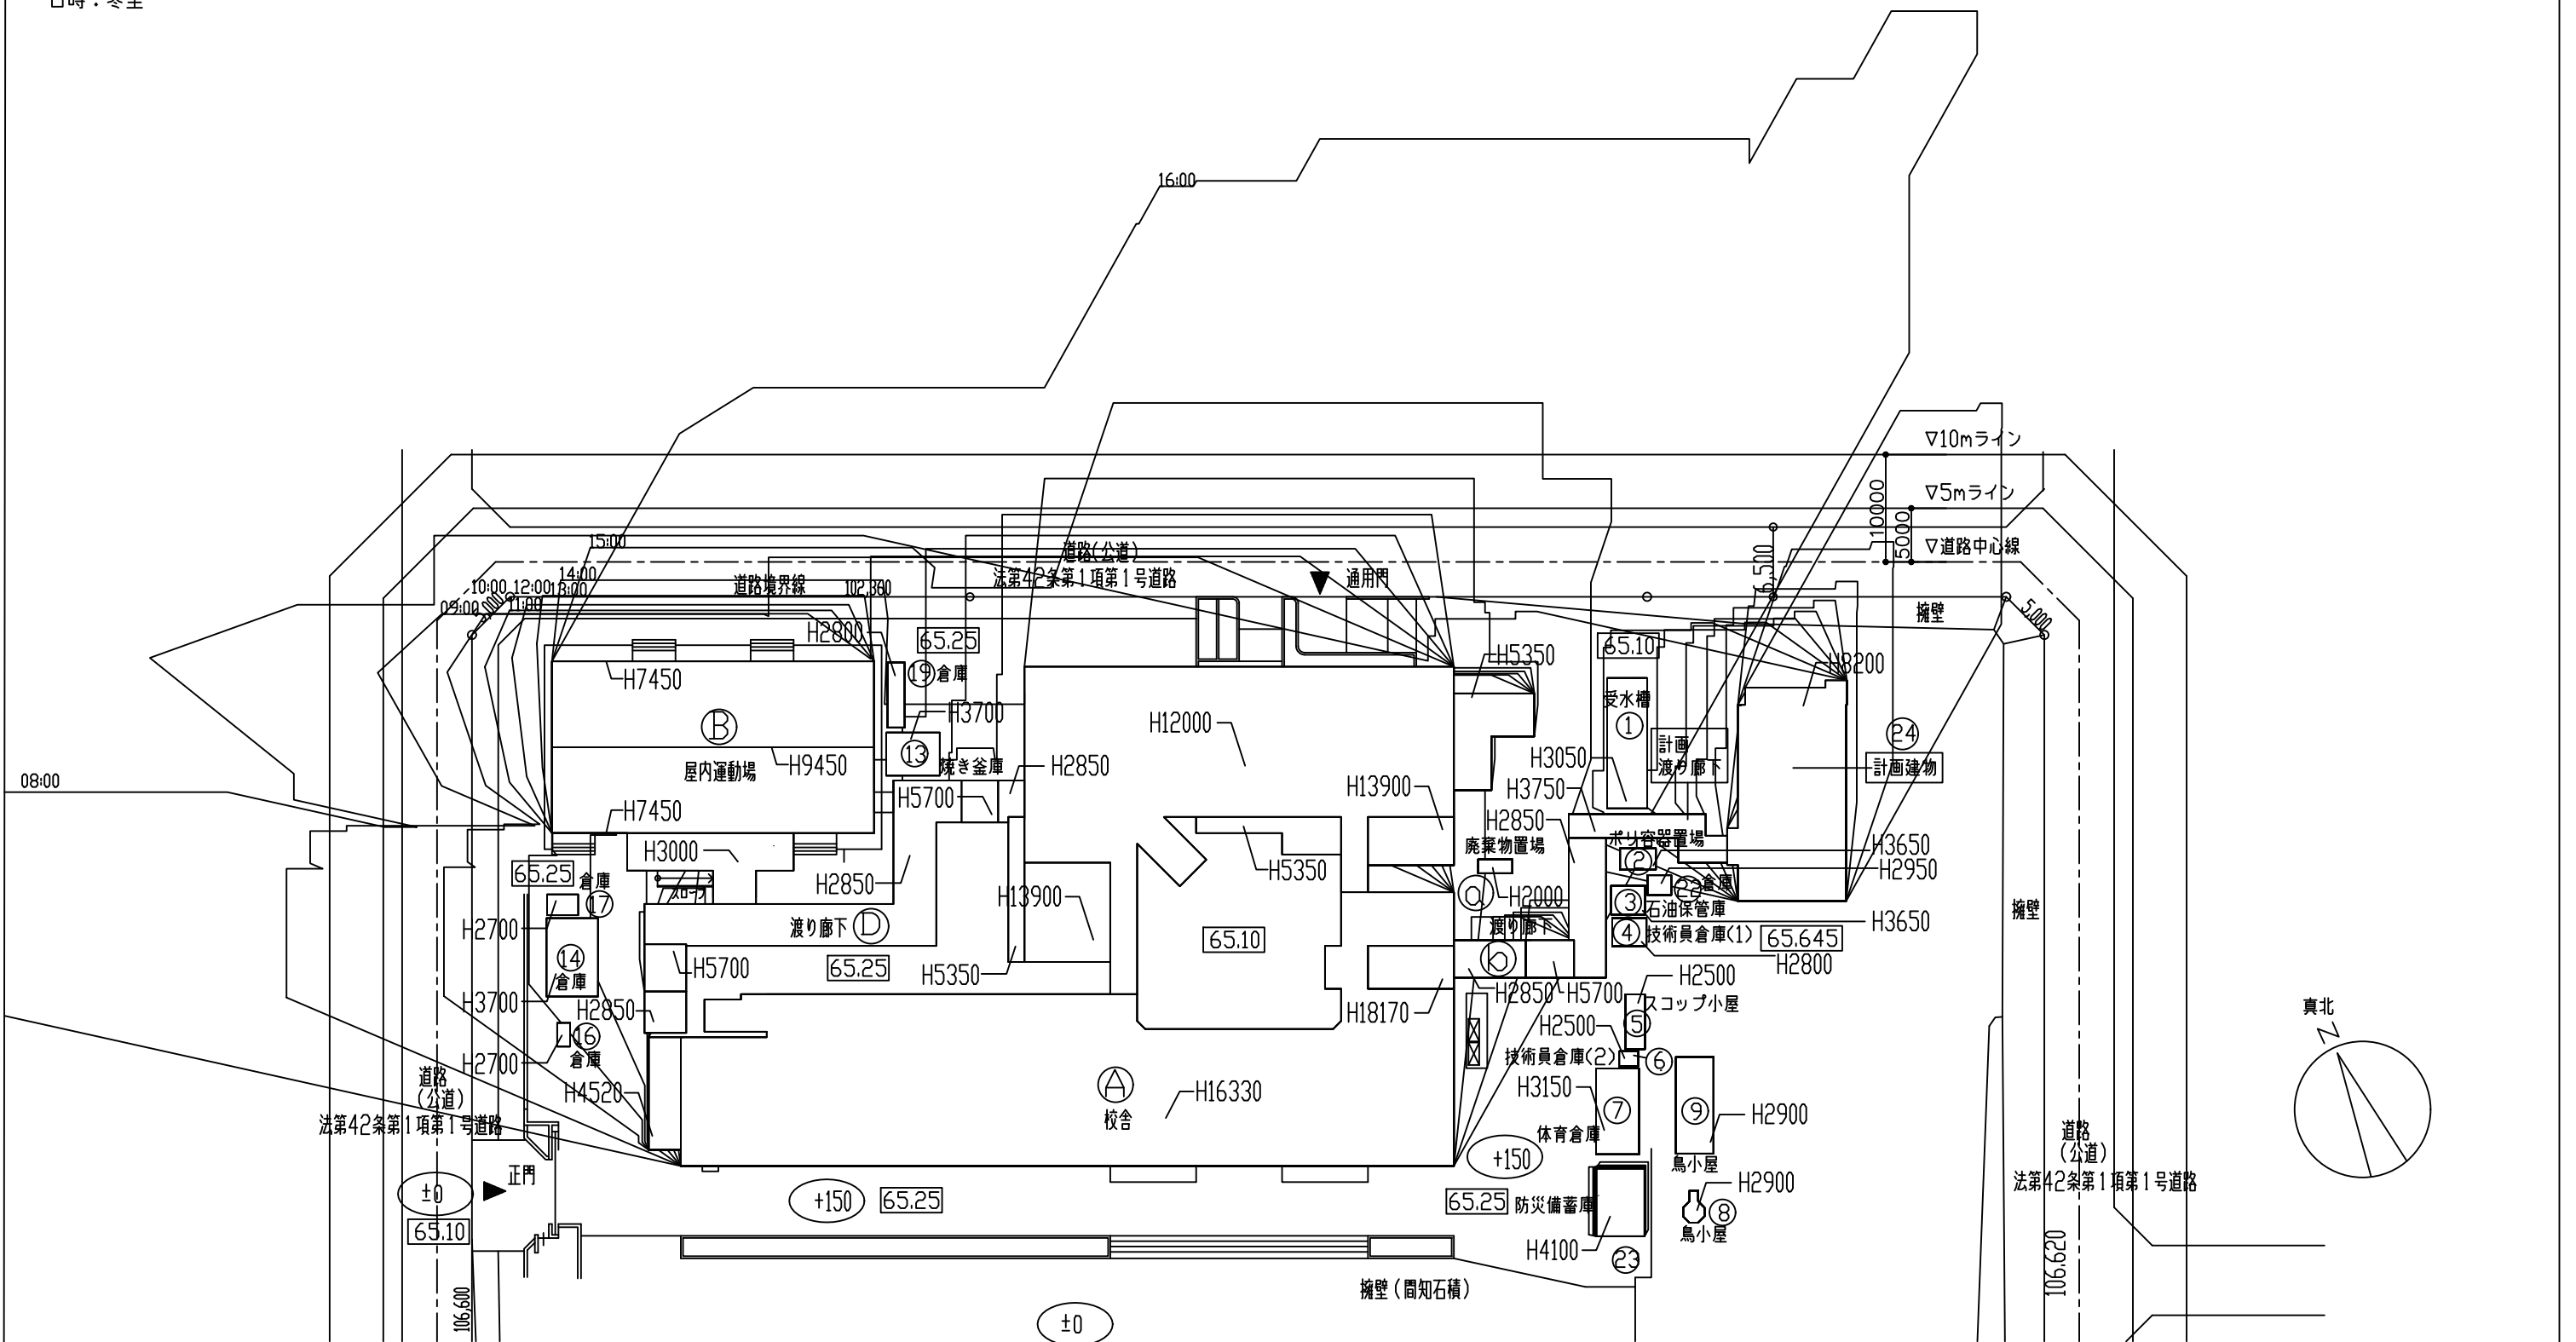 16:00
▽10mライン
10000
▽5mライン
5000
15:00
道路(公道)
法第42条第1項第1号道路
▽道路中心線
6,500
通用門
14:00
10:00
12:00
13:00
道路境界線
102,360
09:00
11:00
擁壁
5,000
H2800
65.25
65.10
H5350
H8200
H7450
19
倉庫
受水槽
1
B
H3700
H12000
24
13
計画
渡り廊下
計画建物
屋内運動場
H9450
焼き釜庫
H2850
H3050
08:00
H13900
H3750
H5700
H7450
H2850
ポリ容器置場
H3650
廃棄物置場
H3000
2
H2950
H5350
65.25
倉庫
H2850
22
倉庫
スロープ
17
H13900
H2000
3
石油保管庫
擁壁
H3650
H2700
渡り廊下
D
渡り廊下
4
技術員倉庫(1)
65.645
65.10
14
倉庫
H5700
65.25
H5350
H2800
H2500
H3700
H2850
H2850
H5700
スコップ小屋
真北
N
H18170
5
H2500
16
倉庫
H2700
技術員倉庫(2)
6
道路
(公道)
法第42条第1項第1号道路
H4520
A
校舎
H16330
H3150
7
9
H2900
体育倉庫
道路
(公道)
法第42条第1項第1号道路
+150
鳥小屋
正門
±0
+150
65.25
65.25
防災備蓄庫
H2900
8
鳥小屋
65.10
H4100
23
106,600
擁壁(間知石積)
106.620
±0